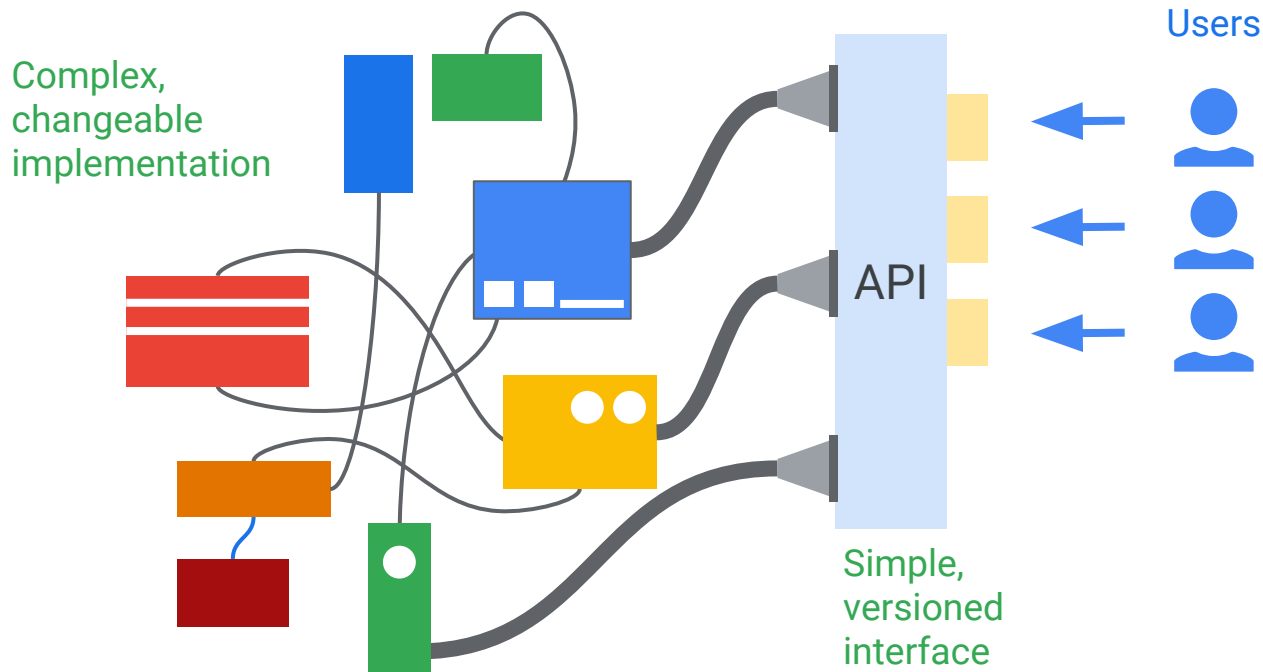 Complex,
changeable
implementation
Users
API
Simple,
versioned
interface